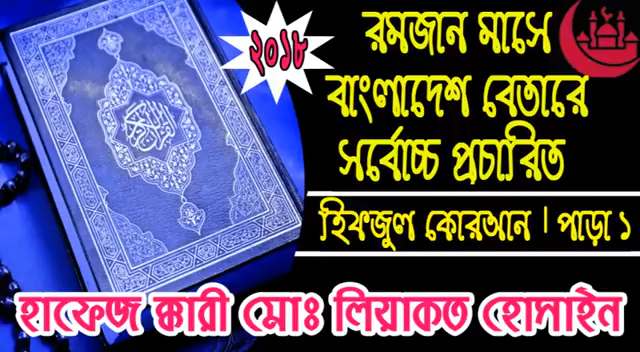 ২০১৮
রমজান মাসে
বাংলাদেশ বেতারে
সর্বোচ্চ প্রচারিত
হিফজুল কোরআন | পাড়া ১
হাফেজ ক্বারী মোঃ লিয়াকত হোসাইন